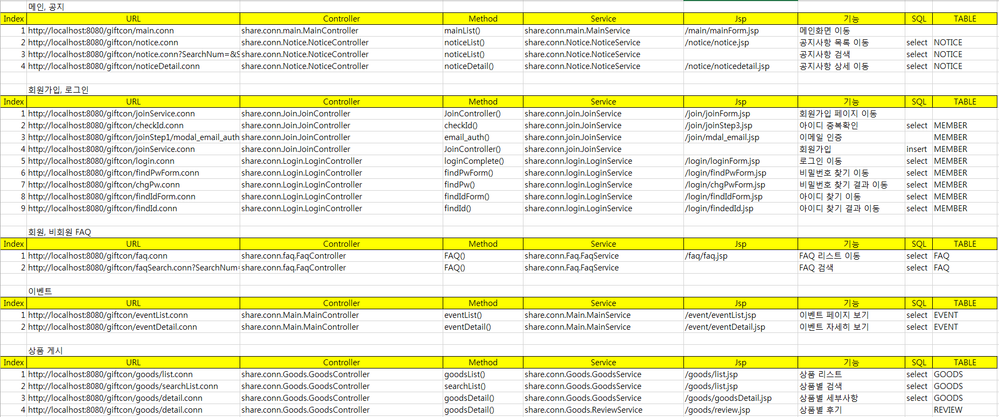 메인, 공지
Index URL Controller Method Service Jsp 기능 SQL TABLE
1 http://localhost:8080/giftcon/main.conn share.conn.main.MainController mainList() share.conn.main.MainService /main/mainForm.jsp 메인화면 이동
2 http://localhost:8080/giftcon/notice.conn share.conn.Notice.NoticeController noticeList() share.conn.Notice.NoticeService /notice/notice.jsp 공지사항 목록 이동 select NOTICE
3 http://localhost:8080/giftcon/notice.conn?SearchNum=&S share.conn.Notice.NoticeController noticeList() share.conn.Notice.NoticeService 공지사항 검색 select NOTICE
4 http://localhost:8080/giftcon/noticeDetail.conn share.conn.Notice.NoticeController noticeDetail() share.conn.Notice.NoticeService /notice/noticedetail.jsp 공지사항 상세 이동 select NOTICE
회원가입, 로그인
Index URL Controller Method Service Jsp 기능 SQL TABLE
1 http://localhost:8080/giftcon/joinService.conn share.conn.Join.JoinController JoinController() share.conn.join.JoinService /join/joinForm.jsp 회원가입 페이지 이동
2 http://localhost:8080/giftcon/checkId.conn share.conn.Join.JoinController checkId() share.conn.join.JoinService /join/joinStep3.jsp 아이디 중복확인 select MEMBER
3 http://localhost:8080/giftcon/joinStep1/modal_email_auth share.conn.Join.JoinController email_auth() share.conn.join.JoinService /join/mdal_email.jsp 이메일 인증 MEMBER
4 http://localhost:8080/giftcon/joinService.conn share.conn.Join.JoinController JoinController() share.conn.join.JoinService 회원가입 insert MEMBER
5 http://localhost:8080/giftcon/login.conn share.conn.Login.LoginController loginComplete() share.conn.login.LoginService /login/loginForm.jsp 로그인 이동 select MEMBER
6 http://localhost:8080/giftcon/findPwForm.conn share.conn.Login.LoginController findPwForm() share.conn.login.LoginService /login/findPwForm.jsp 비밀번호 찾기 이동 select MEMBER
7 http://localhost:8080/giftcon/chgPw.conn share.conn.Login.LoginController findPw() share.conn.login.LoginService /login/chgPwForm.jsp 비밀번호 찾기 결과 이동 select MEMBER
8 http://localhost:8080/giftcon/findIdForm.conn share.conn.Login.LoginController findIdForm() share.conn.login.LoginService /login/findIdForm.jsp 아이디 찾기 이동 select MEMBER
9 http://localhost:8080/giftcon/findId.conn share.conn.Login.LoginController findId() share.conn.login.LoginService /login/findedId.jsp 아이디 찾기 결과 이동 select MEMBER
회원, 비회원 FAQ
Index URL Controller Method Service Jsp 기능 SQL TABLE
1 http://localhost:8080/giftcon/faq.conn share.conn.faq.FaqController FAQ() share.conn.Faq.FaqService /faq/faq.jsp FAQ 리스트 이동 select FAQ
2 http://localhost:8080/giftcon/faqSearch.conn?SearchNum= share.conn.faq.FaqController FAQ() share.conn.Faq.FaqService FAQ 검색 select FAQ
이벤트
Index URL Controller Method Service Jsp 기능 SQL TABLE
1 http://localhost:8080/giftcon/eventList.conn share.conn.Main.MainController eventList() share.conn.Main.MainService /event/eventList.jsp 이벤트 페이지 보기 select EVENT
2 http://localhost:8080/giftcon/eventDetail.conn share.conn.Main.MainController eventDetail() share.conn.Main.MainService /event/eventDetail.jsp 이벤트 자세히 보기 select EVENT
상품 게시
Index URL Controller Method Service Jsp 기능 SQL TABLE
1 http://localhost:8080/giftcon/goods/list.conn share.conn.Goods.GoodsController goodsList() share.conn.Goods.GoodsService /goods/list.jsp 상품 리스트 select GOODS
2 http://localhost:8080/giftcon/goods/searchList.conn share.conn.Goods.GoodsController searchList() share.conn.Goods.GoodsService /goods/list.jsp 상품별 검색 select GOODS
3 http://localhost:8080/giftcon/goods/detail.conn share.conn.Goods.GoodsController goodsDetail() share.conn.Goods.GoodsService /goods/goodsDetail.jsp 상품별 세부사항 select GOODS
4 http://localhost:8080/giftcon/goods/detail.conn share.conn.Goods.GoodsController goodsDetail() share.conn.Goods.ReviewService /goods/review.jsp 상품별 후기 REVIEW